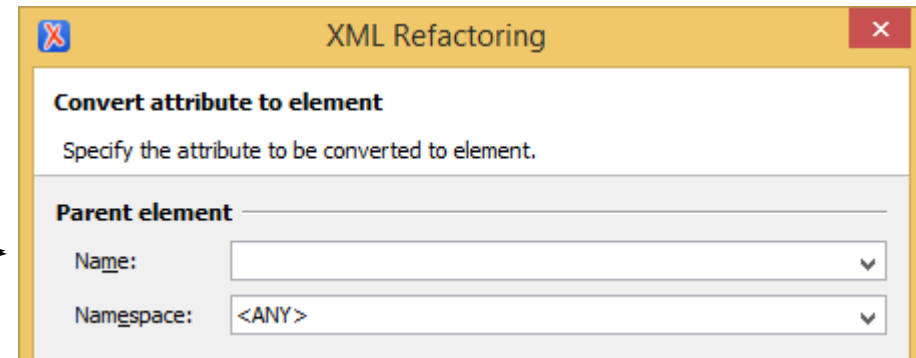 XML Refactoring
Convert attribute to element
Specify the attribute to be converted to element.
Parent element
Name:
Namespace: <ANY>